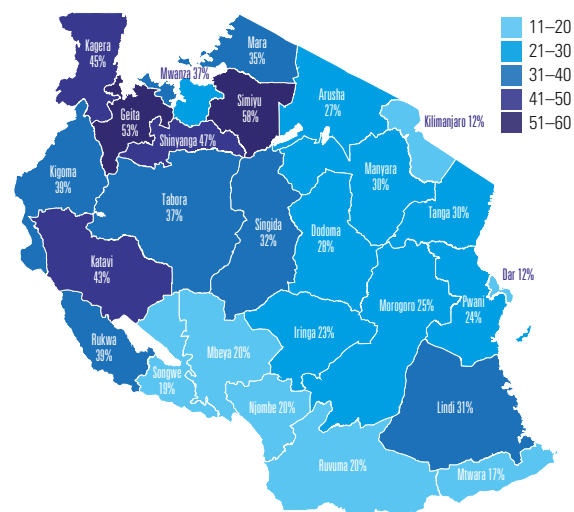 Kagera
45%
Mara
35%
Mwanza 37%
11–20
21–30
31–40
41–50
51–60
Geita
53%
Simiyu
58%
Arusha
27%
Kilimanjaro 12%
Shinyanga 47%
Kigoma
39%
Tabora
37%
Singida
32%
Manyara
30%
Tanga 30%
Dodoma
28%
Katavi
43%
Dar 12%
Morogoro 25%
Pwani
24%
Rukwa
39%
Mbeya 20%
Iringa 23%
Songwe
19%
Njombe 20%
Lindi 31%
Ruvuma 20%
Mtwara 17%